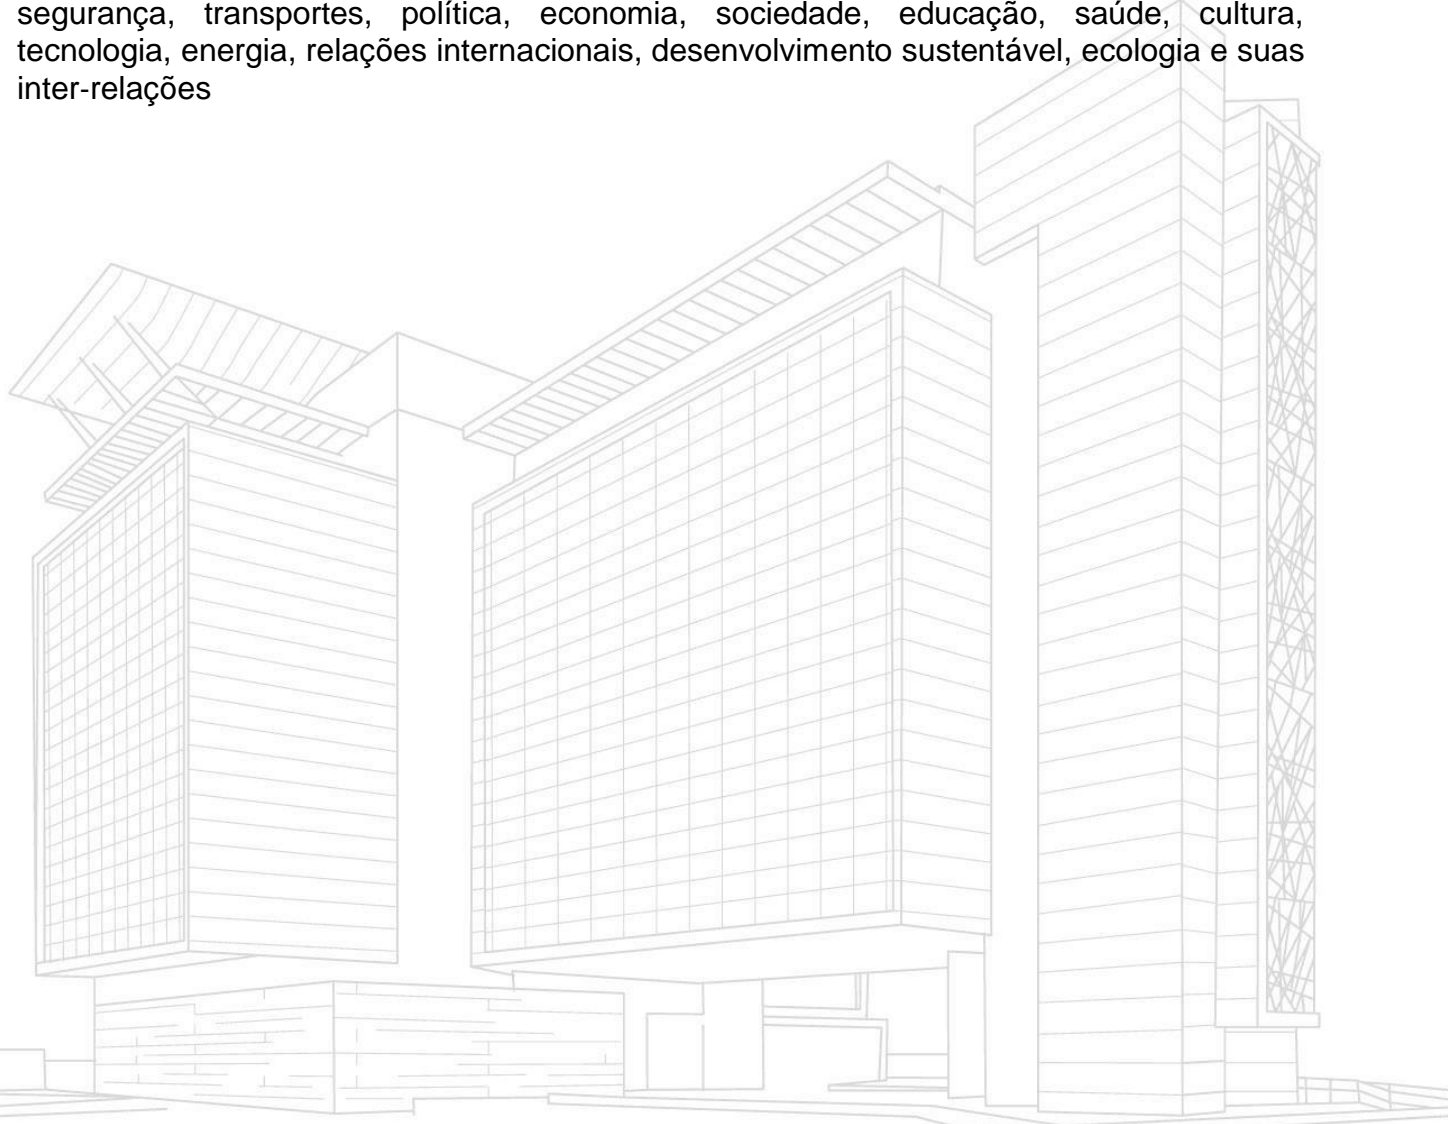 segurança, transportes, política, economia, sociedade, educação, saúde, cultura,
tecnologia, energia, relações internacionais, desenvolvimento sustentável, ecologia e suas
inter-relações